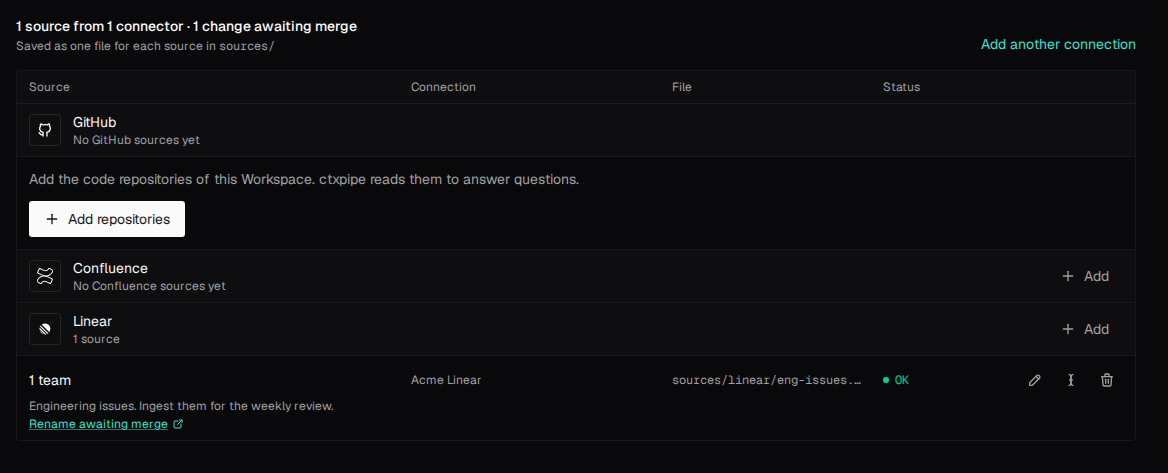 1 source from 1 connector · 1 change awaiting merge
Saved as one file for each source in sources/
Add another connection
Source Connection File Status
GitHub
No GitHub sources yet
Add the code repositories of this Workspace. ctxpipe reads them to answer questions.
+ Add repositories
Confluence
No Confluence sources yet
+ Add
Linear
1 source
+ Add
1 team Acme Linear sources/linear/eng-issues.… OK
Engineering issues. Ingest them for the weekly review.
Rename awaiting merge